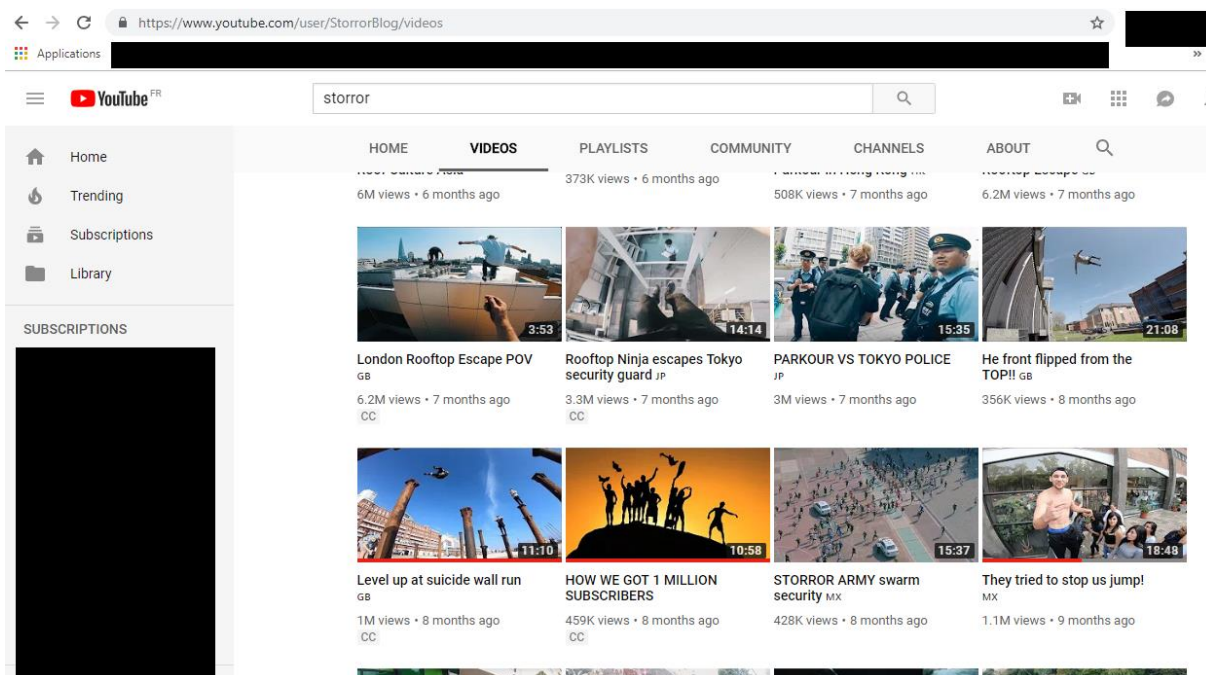 https://www.youtube.com/user/StorrorBlog/videos
Applications
»
YouTube FR
storror
HOME VIDEOS PLAYLISTS COMMUNITY CHANNELS ABOUT
Home
Trending
Subscriptions
Library
SUBSCRIPTIONS
6M views • 6 months ago
373K views • 6 months ago
508K views • 7 months ago
6.2M views • 7 months ago
3:53
London Rooftop Escape POV
GB
6.2M views • 7 months ago
CC
14:14
Rooftop Ninja escapes Tokyo
security guard JP
3.3M views • 7 months ago
CC
15:35
PARKOUR VS TOKYO POLICE
JP
3M views • 7 months ago
21:08
He front flipped from the
TOP!! GB
356K views • 8 months ago
11:10
Level up at suicide wall run
GB
1M views • 8 months ago
CC
10:58
HOW WE GOT 1 MILLION
SUBSCRIBERS
459K views • 8 months ago
CC
15:37
STORROR ARMY swarm
security MX
428K views • 8 months ago
18:48
They tried to stop us jump!
MX
1.1M views • 9 months ago